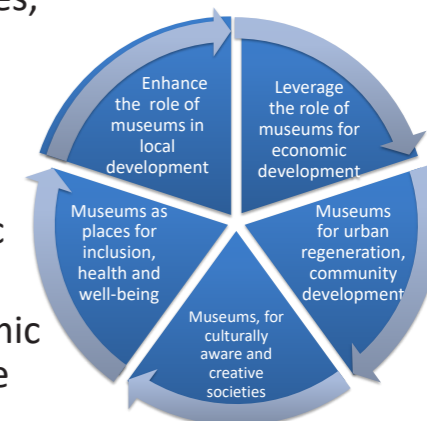 es,
c
mic
e
Enhance
the role of
museums in
local
development
Leverage
the role of
museums for
economic
development
Museums
for urban
regeneration,
community
development
Museums, for
culturally
aware and
creative
societies
Museums as
places for
inclusion,
health and
well-being